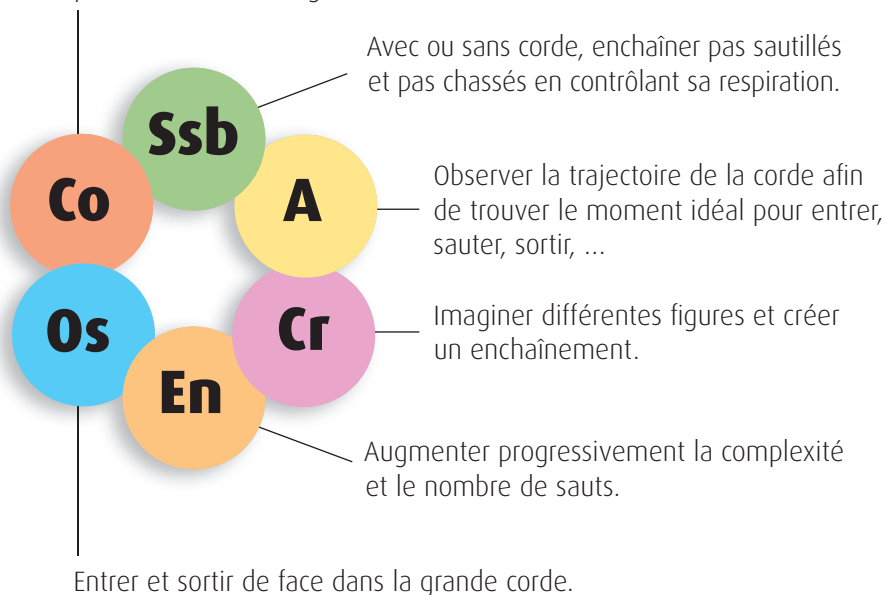 Avec ou sans corde, enchaîner pas sautillés
et pas chassés en contrôlant sa respiration.
Ssb
Co
A
Observer la trajectoire de la corde afin
de trouver le moment idéal pour entrer,
sauter, sortir, ...
Os
Cr
Imaginer différentes figures et créer
un enchaînement.
En
Augmenter progressivement la complexité
et le nombre de sauts.
Entrer et sortir de face dans la grande corde.